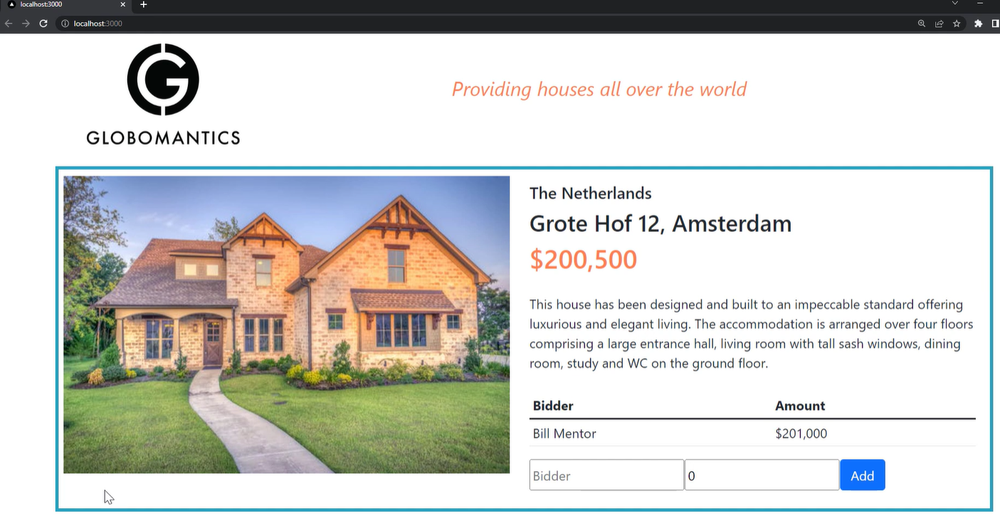 localhost:3000
localhost:3000
G
GLOBOMANTICS
Providing houses all over the world
The Netherlands
Grote Hof 12, Amsterdam
$200,500
This house has been designed and built to an impeccable standard offering
luxurious and elegant living. The accommodation is arranged over four floors
comprising a large entrance hall, living room with tall sash windows, dining
room, study and WC on the ground floor.
Bidder Amount
Bill Mentor $201,000
Bidder 0 Add